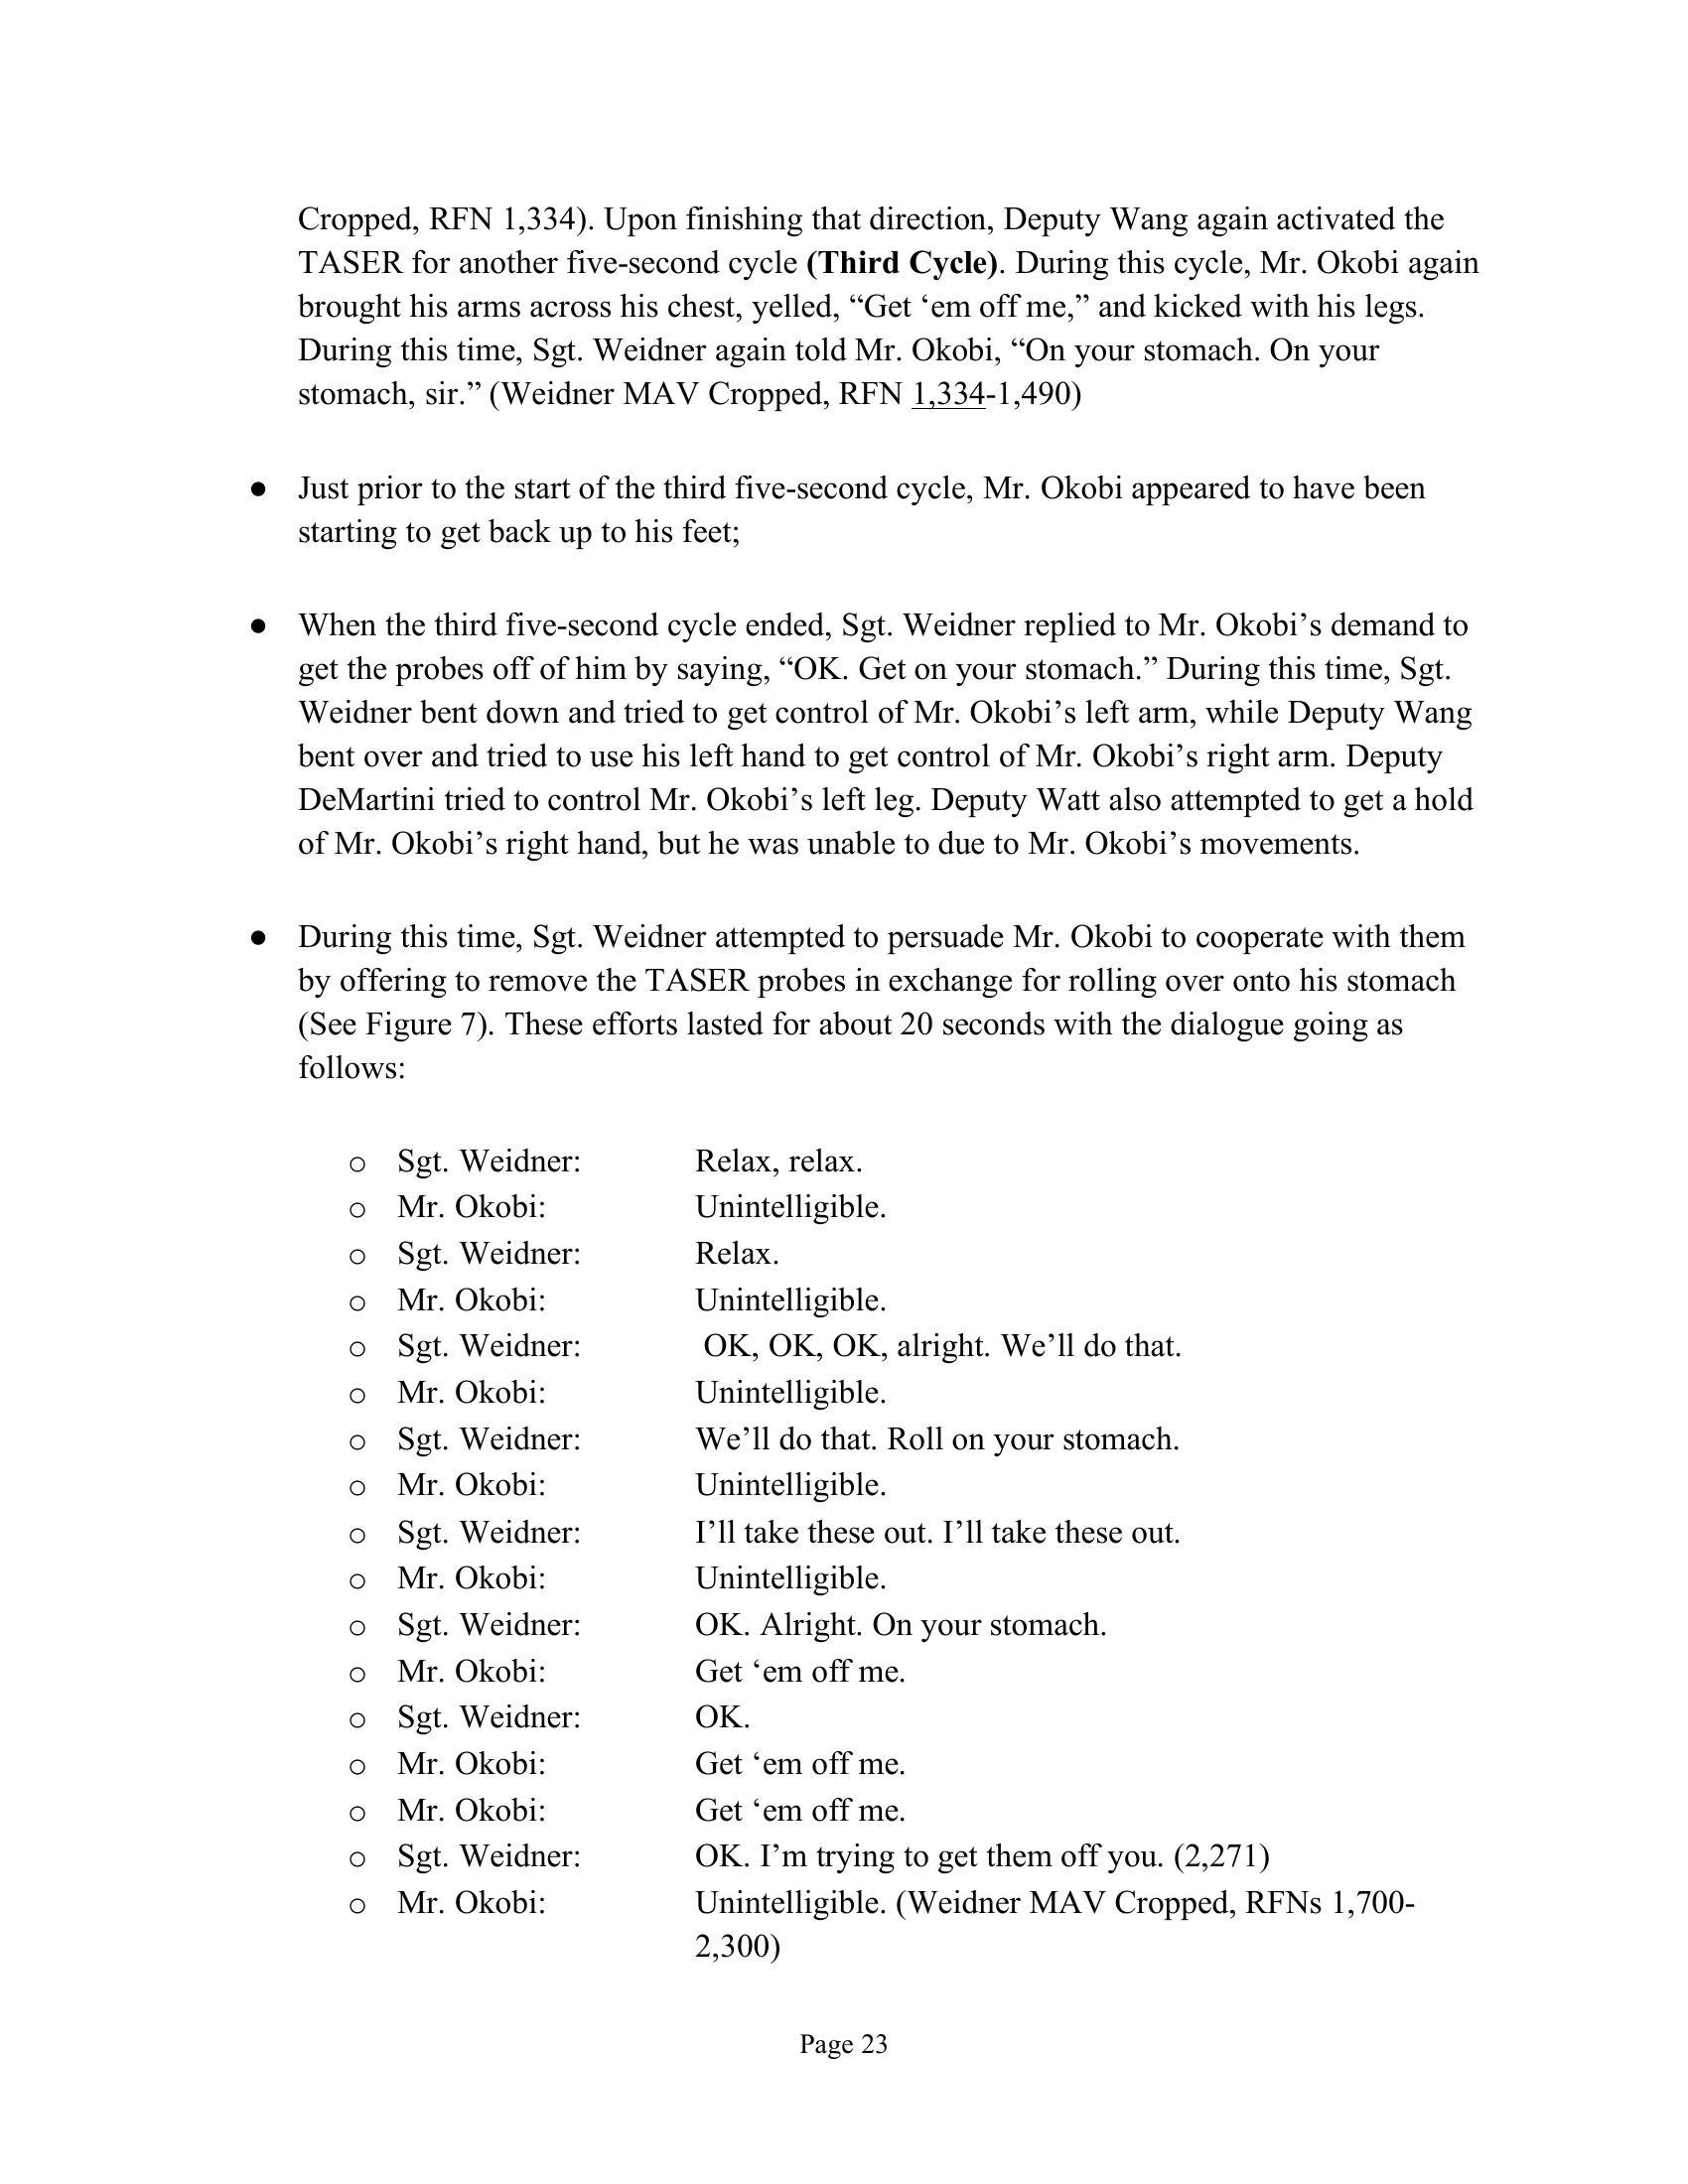 Cropped, RFN 1,334). Upon finishing that direction, Deputy Wang again activated the
TASER for another five-second cycle (Third Cycle). During this cycle, Mr. Okobi again
brought his arms across his chest, yelled, “Get ‘em off me,” and kicked with his legs.
During this time, Sgt. Weidner again told Mr. Okobi, “On your stomach. On your
stomach, sir.” (Weidner MAV Cropped, RFN 1,334-1,490)
● Just prior to the start of the third five-second cycle, Mr. Okobi appeared to have been
starting to get back up to his feet;
● When the third five-second cycle ended, Sgt. Weidner replied to Mr. Okobi’s demand to
get the probes off of him by saying, “OK. Get on your stomach.” During this time, Sgt.
Weidner bent down and tried to get control of Mr. Okobi’s left arm, while Deputy Wang
bent over and tried to use his left hand to get control of Mr. Okobi’s right arm. Deputy
DeMartini tried to control Mr. Okobi’s left leg. Deputy Watt also attempted to get a hold
of Mr. Okobi’s right hand, but he was unable to due to Mr. Okobi’s movements.
● During this time, Sgt. Weidner attempted to persuade Mr. Okobi to cooperate with them
by offering to remove the TASER probes in exchange for rolling over onto his stomach
(See Figure 7). These efforts lasted for about 20 seconds with the dialogue going as
follows:
o Sgt. Weidner: Relax, relax.
o Mr. Okobi: Unintelligible.
o Sgt. Weidner: Relax.
o Mr. Okobi: Unintelligible.
o Sgt. Weidner: OK, OK, OK, alright. We’ll do that.
o Mr. Okobi: Unintelligible.
o Sgt. Weidner: We’ll do that. Roll on your stomach.
o Mr. Okobi: Unintelligible.
o Sgt. Weidner: I’ll take these out. I’ll take these out.
o Mr. Okobi: Unintelligible.
o Sgt. Weidner: OK. Alright. On your stomach.
o Mr. Okobi: Get ‘em off me.
o Sgt. Weidner: OK.
o Mr. Okobi: Get ‘em off me.
o Mr. Okobi: Get ‘em off me.
o Sgt. Weidner: OK. I’m trying to get them off you. (2,271)
o Mr. Okobi: Unintelligible. (Weidner MAV Cropped, RFNs 1,700-
2,300)
Page 23